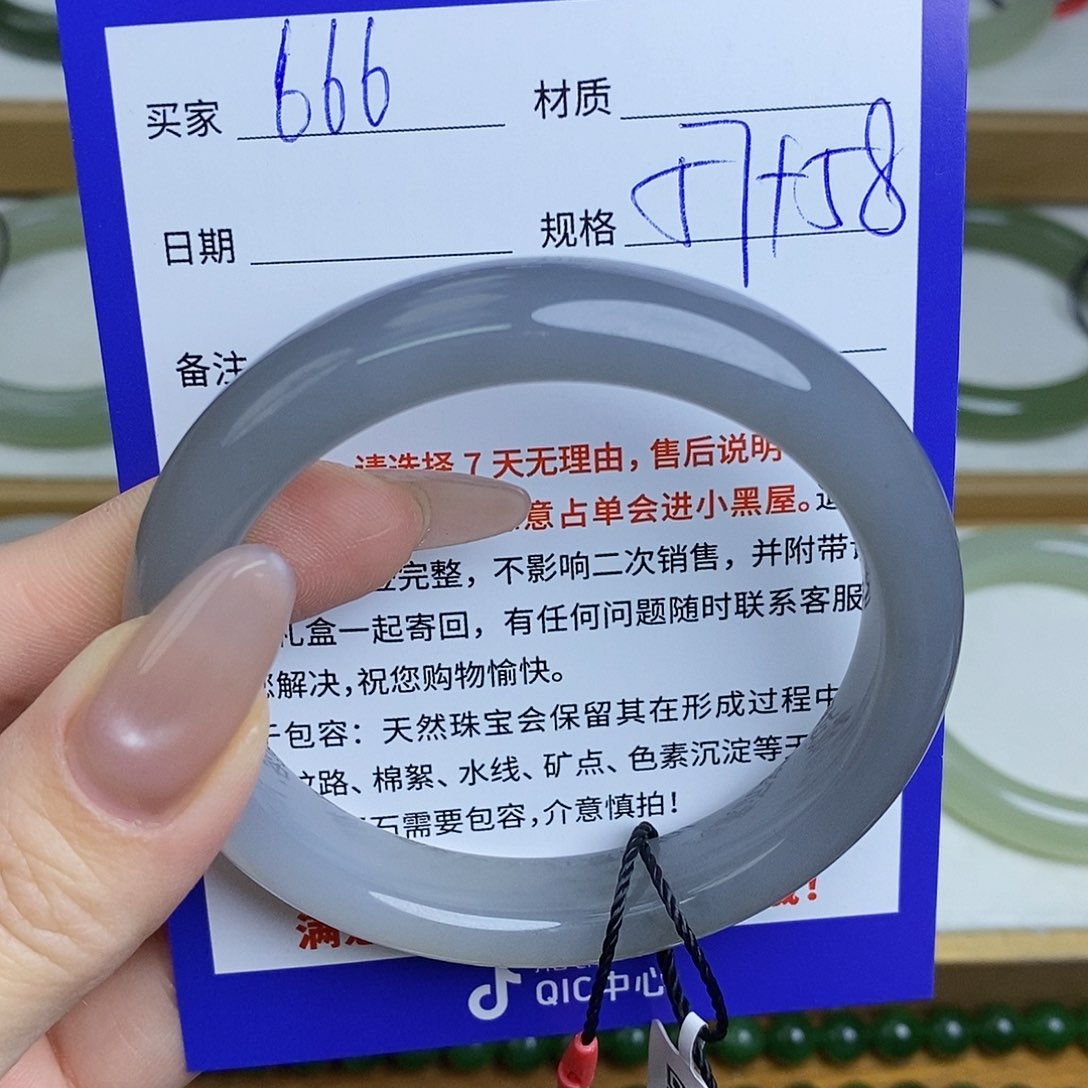 买家 666 材质
日期 规格 57+58
备注
请选择7天无理由，售后说明
意占单会进小黑屋。
完整，不影响二次销售，并附带
礼盒一起寄回，有任何问题随时联系客服
解决，祝您购物愉快。
包容：天然珠宝会保留其在形成过程中
纹路、棉絮、水线、矿点、色素沉淀等
石需要包容，介意慎拍！
满
QIC中心